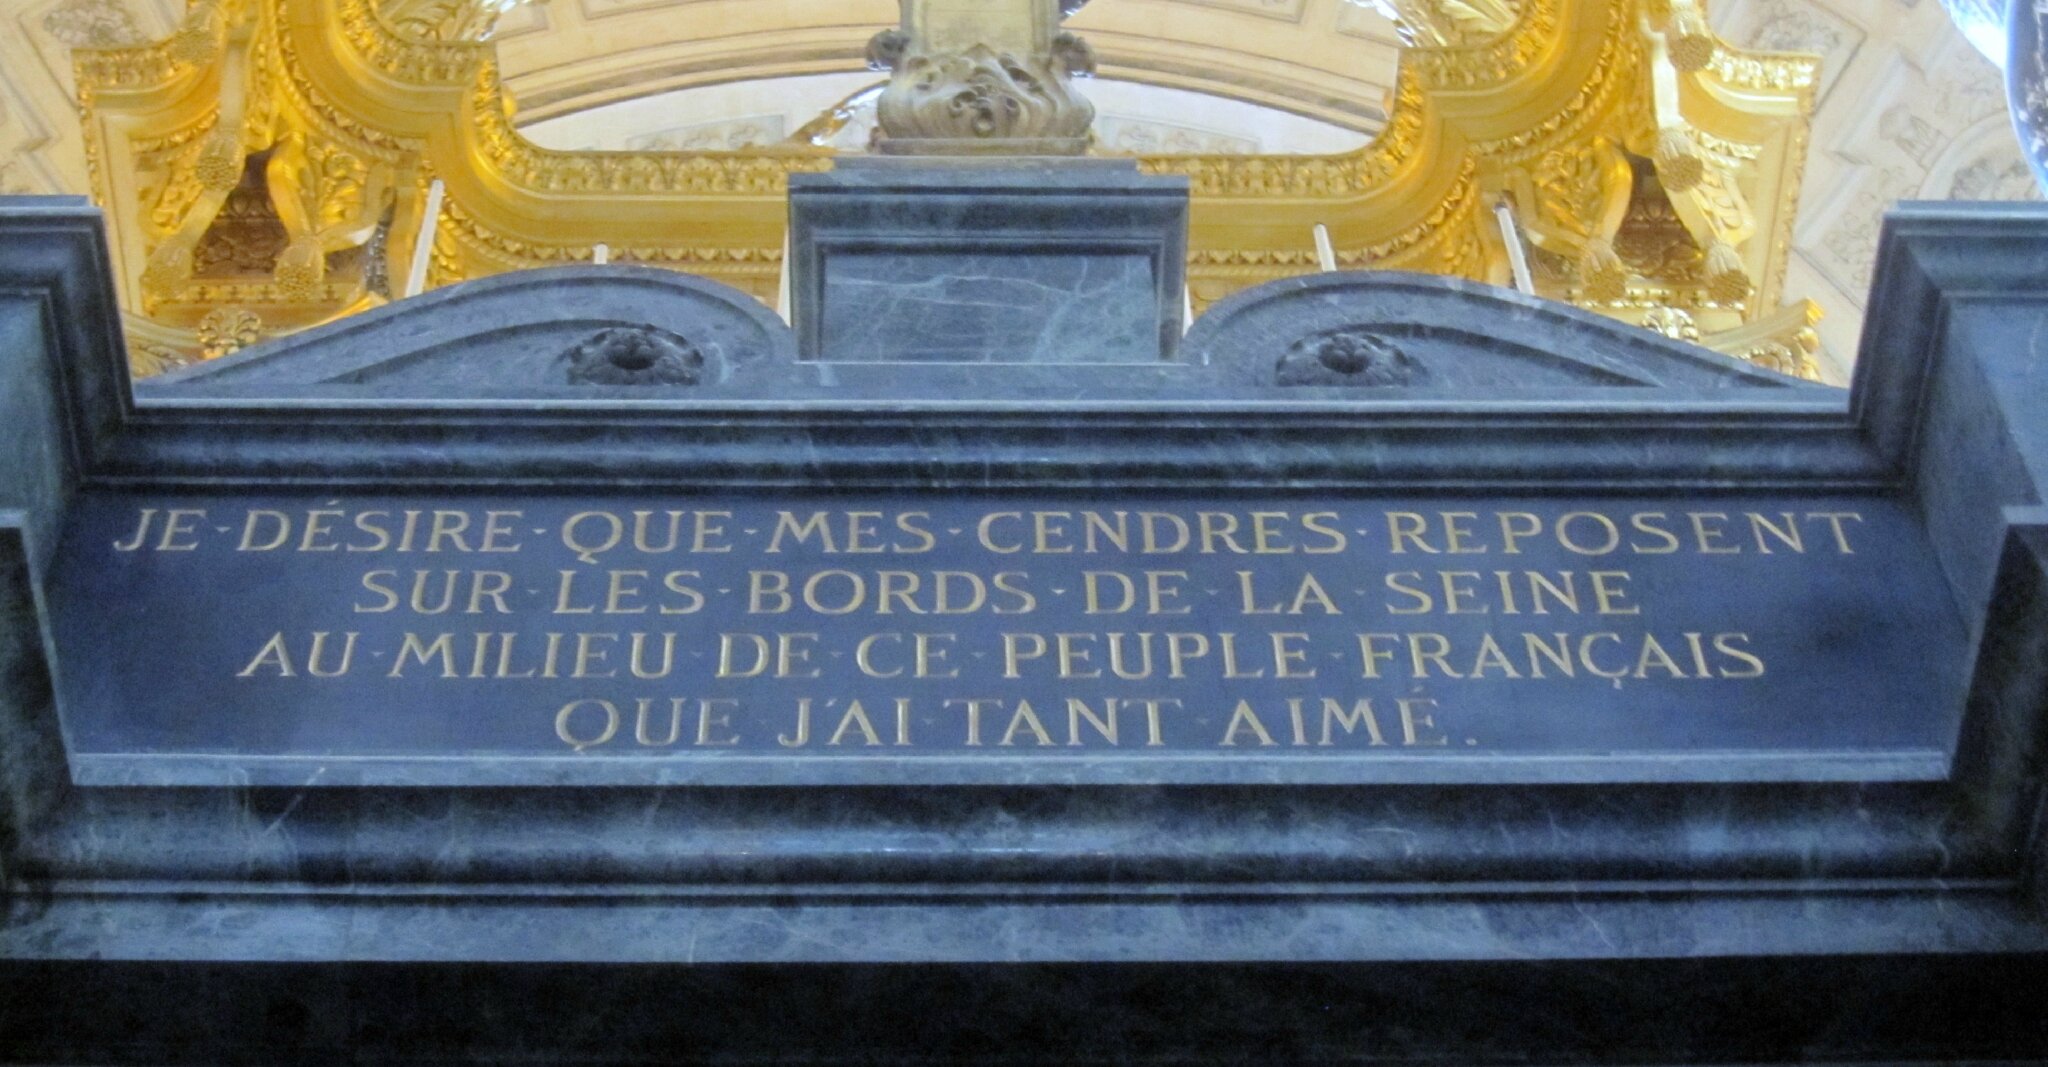 JE·DÉSIRE·QUE·MES·CENDRES·REPOSENT
SUR·LES·BORDS·DE·LA·SEINE
AU·MILIEU·DE·CE·PEUPLE·FRANÇAIS
QUE·J'AI·TANT·AIMÉ.